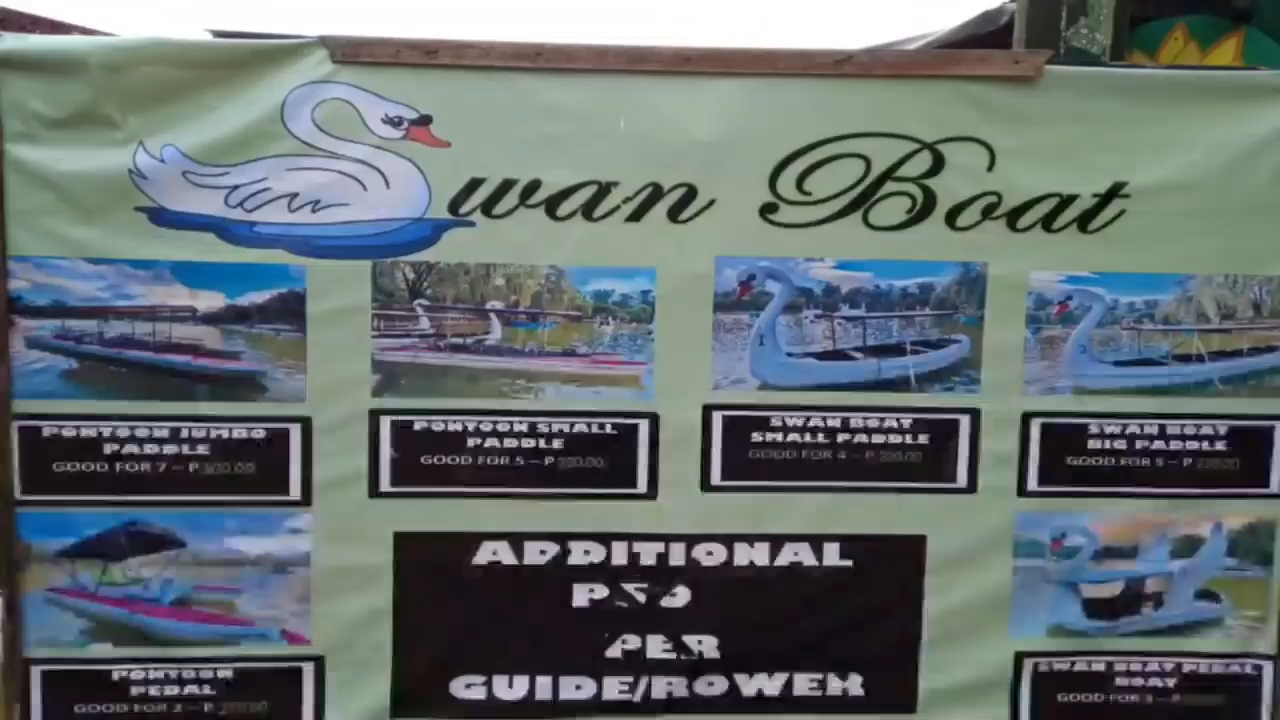 wan Boat
PONTOON JUMBO
PADDLE
GOOD FOR 7 – P
PONTOON SMALL
PADDLE
GOOD FOR 5 – P
SWAN BOAT
SMALL PADDLE
GOOD FOR 4 – P
SWAN BOAT
BIG PADDLE
GOOD FOR 5 – P
ADDITIONAL
PER
GUIDE/ROWER
PONTOON
PEDAL
GOOD FOR – P
SWAN BOAT PEDAL
BOAT
GOOD FOR – P